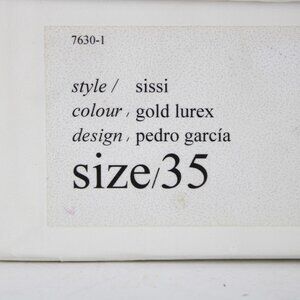 7630-1
style / sissi
colour / gold lurex
design / pedro garcía
size/35